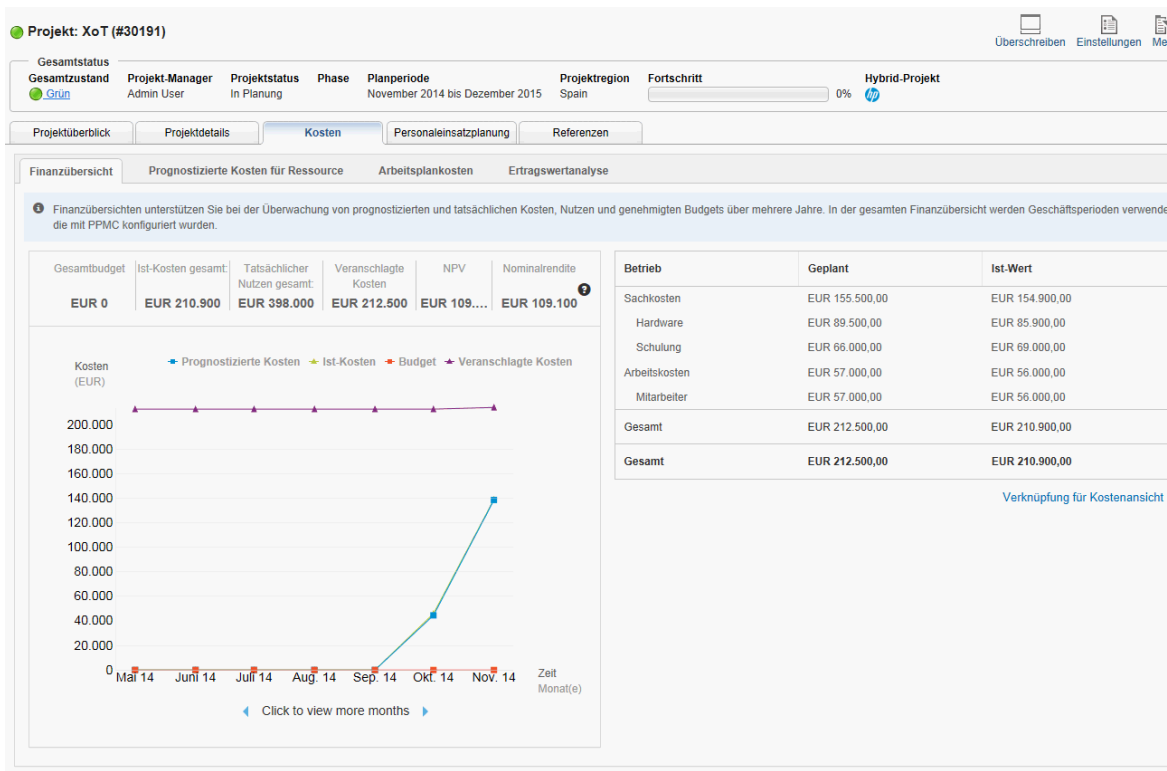 Projekt: XoT (#30191)
Überschreiben Einstellungen
Gesamtstatus
Gesamtzustand Projekt-Manager Projektstatus Phase Planperiode Projektregion Fortschritt Hybrid-Projekt
Grün Admin User In Planung November 2014 bis Dezember 2015 Spain 0% hp
Projektüberblick Projektdetails Kosten Personaleinsatzplanung Referenzen
Finanzübersicht Prognostizierte Kosten für Ressource Arbeitsplankosten Ertragswertanalyse
Finanzübersichten unterstützen Sie bei der Überwachung von prognostizierten und tatsächlichen Kosten, Nutzen und genehmigten Budgets über mehrere Jahre. In der gesamten Finanzübersicht werden Geschäftsperioden verwende
die mit PPMC konfiguriert wurden.
Gesamtbudget Ist-Kosten gesamt: Tatsächlicher Nutzen gesamt: Veranschlagte Kosten NPV Nominalrendite
EUR 0 EUR 210.900 EUR 398.000 EUR 212.500 EUR 109.… EUR 109.100
Kosten
(EUR)
Prognostizierte Kosten Ist-Kosten Budget Veranschlagte Kosten
200.000
180.000
160.000
140.000
120.000
100.000
80.000
60.000
40.000
20.000
0
Mai 14 Juni 14 Juli 14 Aug. 14 Sep. 14 Okt. 14 Nov. 14
Zeit
Monat(e)
Click to view more months
Betrieb Geplant Ist-Wert
Sachkosten EUR 155.500,00 EUR 154.900,00
Hardware EUR 89.500,00 EUR 85.900,00
Schulung EUR 66.000,00 EUR 69.000,00
Arbeitskosten EUR 57.000,00 EUR 56.000,00
Mitarbeiter EUR 57.000,00 EUR 56.000,00
Gesamt EUR 212.500,00 EUR 210.900,00
Gesamt EUR 212.500,00 EUR 210.900,00
Verknüpfung für Kostenansicht